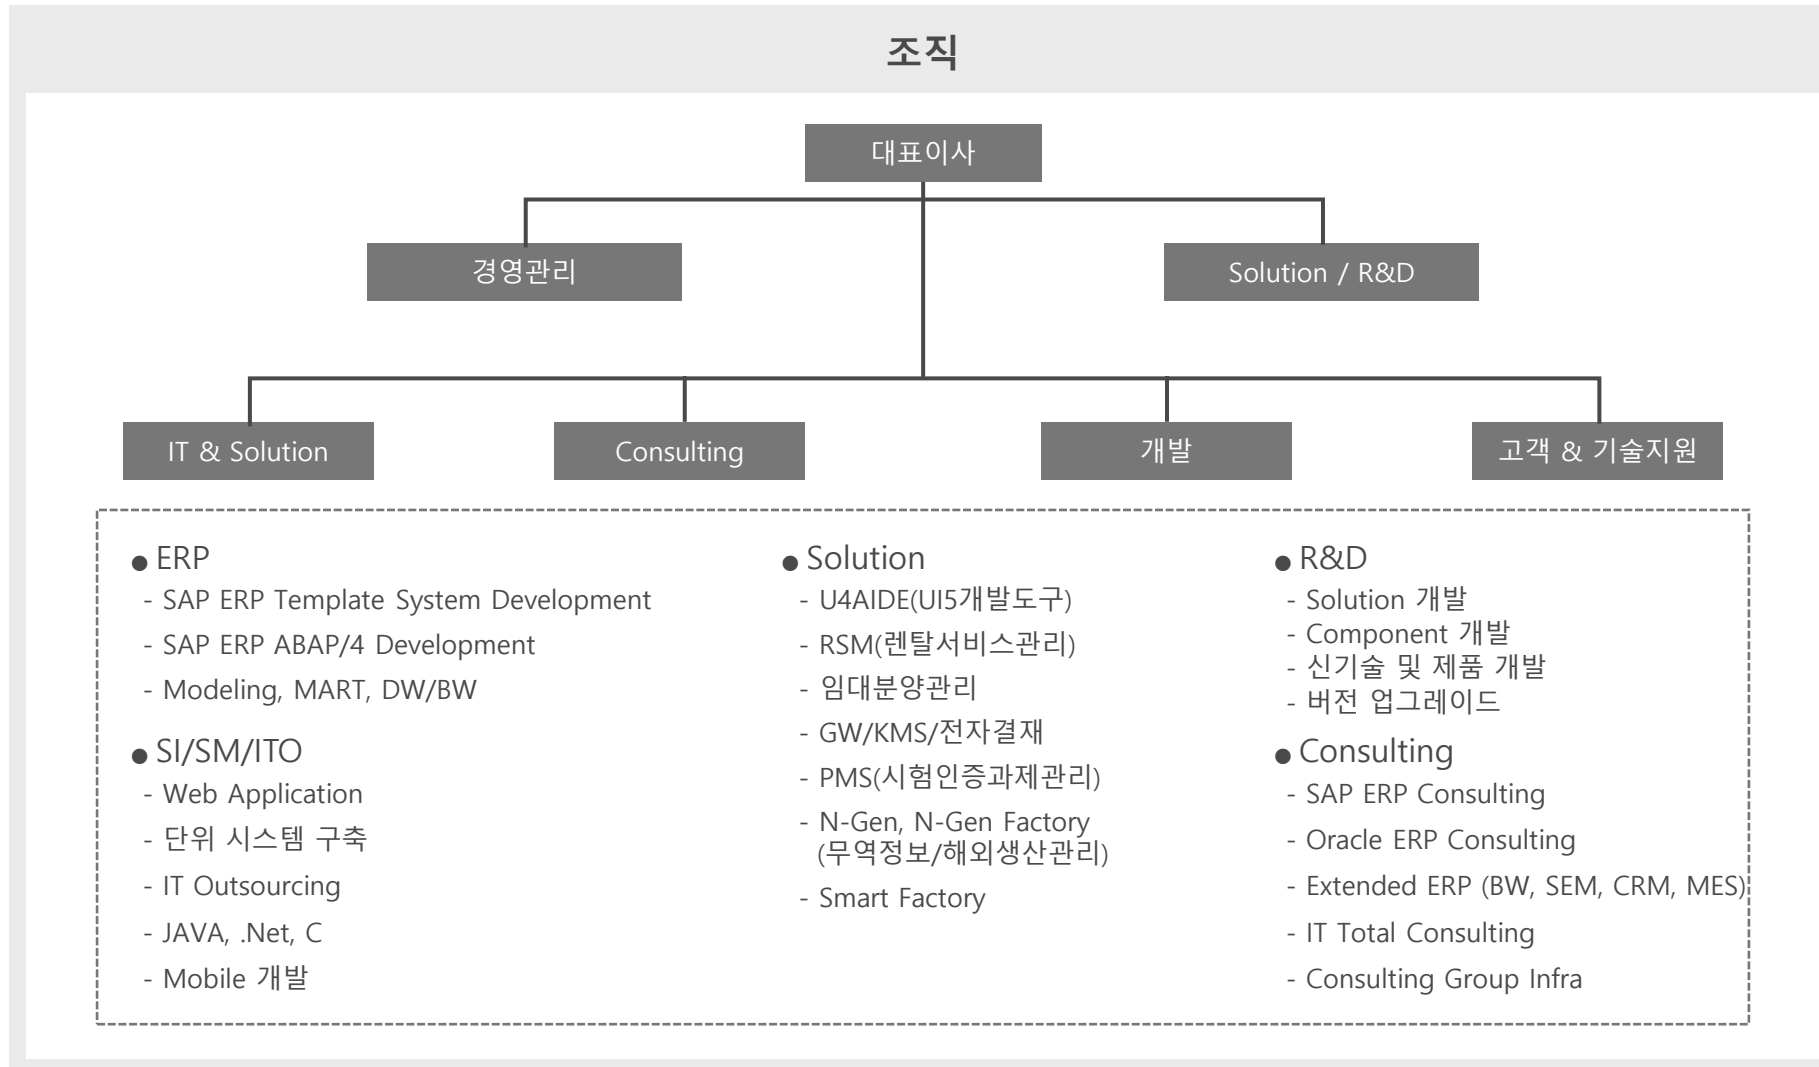 조직
대표이사
경영관리
Solution / R&D
IT & Solution
Consulting
개발
고객 & 기술지원
● ERP
- SAP ERP Template System Development
- SAP ERP ABAP/4 Development
- Modeling, MART, DW/BW
● SI/SM/ITO
- Web Application
- 단위 시스템 구축
- IT Outsourcing
- JAVA, .Net, C
- Mobile 개발
● Solution
- U4AIDE(UI5개발도구)
- RSM(렌탈서비스관리)
- 임대분양관리
- GW/KMS/전자결재
- PMS(시험인증과제관리)
- N-Gen, N-Gen Factory
(무역정보/해외생산관리)
- Smart Factory
● R&D
- Solution 개발
- Component 개발
- 신기술 및 제품 개발
- 버전 업그레이드
● Consulting
- SAP ERP Consulting
- Oracle ERP Consulting
- Extended ERP (BW, SEM, CRM, MES)
- IT Total Consulting
- Consulting Group Infra